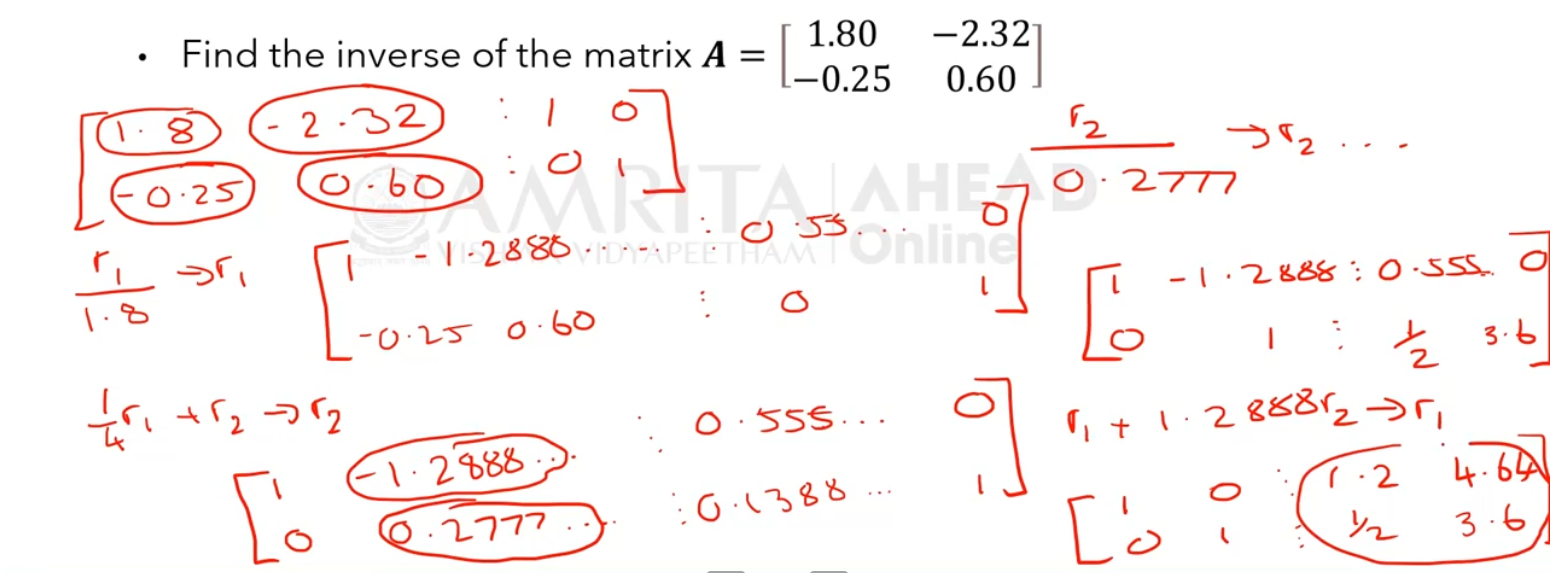 • Find the inverse of the matrix A = [1.80 −2.32
−0.25 0.60]
[1.8 -2.32 : 1 0
-0.25 0.60 : 0 1]
r1/1.8 → r1 [1 -1.2888..... : 0.55... 0
-0.25 0.60 : 0 1]
1/4 r1 + r2 → r2
[1 -1.2888... : 0.555... 0
0 0.2777... : 0.1388... 1]
r2/0.2777 → r2 ...
[1 -1.2888 : 0.555.. 0
0 1 : 1/2 3.6]
r1 + 1.2888r2 → r1
[1 0 : 1.2 4.64
0 1 : 1/2 3.6]
AMRITA AHEAD
VISHWA VIDYAPEETHAM Online